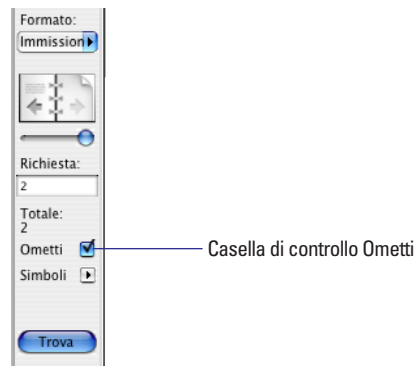 Formato:
Immission
Richiesta:
2
Totale:
2
Ometti
Casella di controllo Ometti
Simboli
Trova